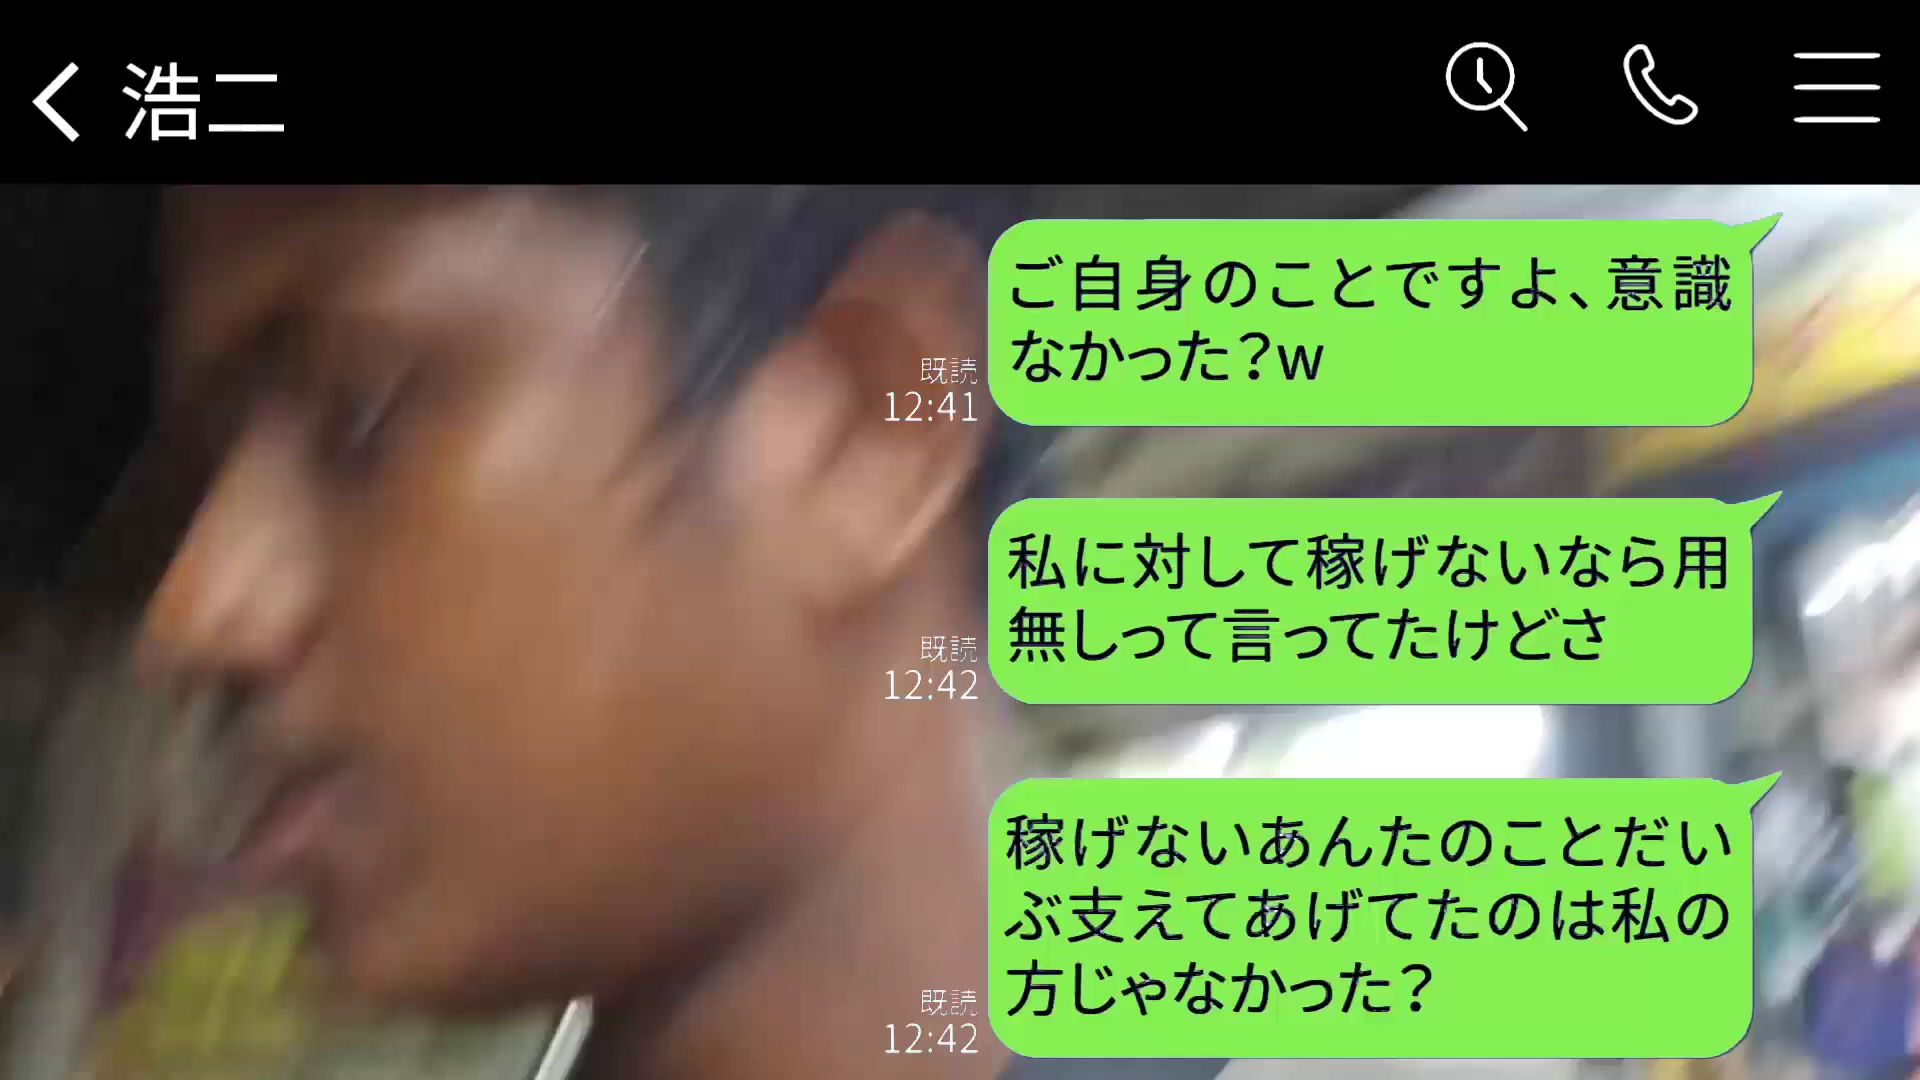 浩二
ご自身のことですよ、意識
なかった？w
既読
12:41
私に対して稼げないなら用
無しって言ってたけどさ
既読
12:42
稼げないあんたのことだい
ぶ支えてあげてたのは私の
方じゃなかった？
既読
12:42